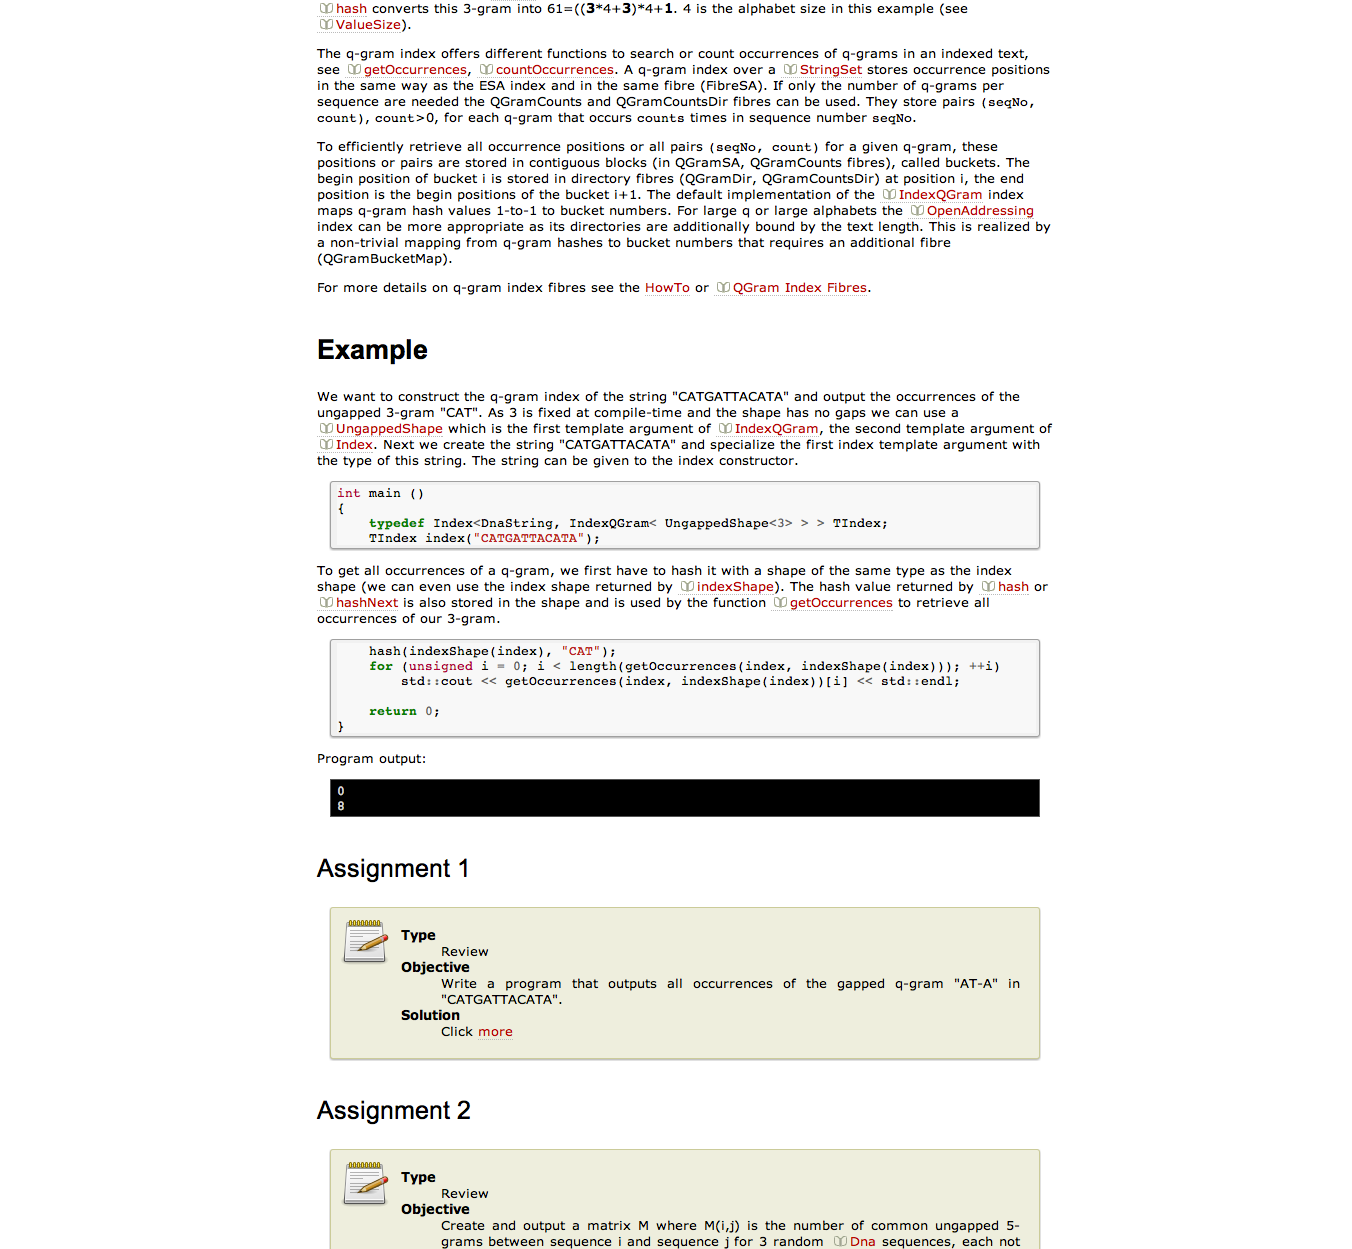 hash converts this 3-gram into 61=((3*4+3)*4+1. 4 is the alphabet size in this example (see
ValueSize).
The q-gram index offers different functions to search or count occurrences of q-grams in an indexed text,
see getOccurrences, countOccurrences. A q-gram index over a StringSet stores occurrence positions
in the same way as the ESA index and in the same fibre (FibreSA). If only the number of q-grams per
sequence are needed the QGramCounts and QGramCountsDir fibres can be used. They store pairs (seqNo,
count), count>0, for each q-gram that occurs counts times in sequence number seqNo.
To efficiently retrieve all occurrence positions or all pairs (seqNo, count) for a given q-gram, these
positions or pairs are stored in contiguous blocks (in QGramSA, QGramCounts fibres), called buckets. The
begin position of bucket i is stored in directory fibres (QGramDir, QGramCountsDir) at position i, the end
position is the begin positions of the bucket i+1. The default implementation of the IndexQGram index
maps q-gram hash values 1-to-1 to bucket numbers. For large q or large alphabets the OpenAddressing
index can be more appropriate as its directories are additionally bound by the text length. This is realized by
a non-trivial mapping from q-gram hashes to bucket numbers that requires an additional fibre
(QGramBucketMap).
For more details on q-gram index fibres see the HowTo or QGram Index Fibres.
Example
We want to construct the q-gram index of the string "CATGATTACATA" and output the occurrences of the
ungapped 3-gram "CAT". As 3 is fixed at compile-time and the shape has no gaps we can use a
UngappedShape which is the first template argument of IndexQGram, the second template argument of
Index. Next we create the string "CATGATTACATA" and specialize the first index template argument with
the type of this string. The string can be given to the index constructor.
int main ()
{
typedef Index<DnaString, IndexQGram< UngappedShape<3> > > TIndex;
TIndex index("CATGATTACATA");
To get all occurrences of a q-gram, we first have to hash it with a shape of the same type as the index
shape (we can even use the index shape returned by indexShape). The hash value returned by hash or
hashNext is also stored in the shape and is used by the function getOccurrences to retrieve all
occurrences of our 3-gram.
hash(indexShape(index), "CAT");
for (unsigned i = 0; i < length(getOccurrences(index, indexShape(index))); ++i)
std::cout << getOccurrences(index, indexShape(index))[i] << std::endl;
return 0;
}
Program output:
0
8
Assignment 1
Type
Review
Objective
Write a program that outputs all occurrences of the gapped q-gram "AT-A" in
"CATGATTACATA".
Solution
Click more
Assignment 2
Type
Review
Objective
Create and output a matrix M where M(i,j) is the number of common ungapped 5-
grams between sequence i and sequence j for 3 random Dna sequences, each not